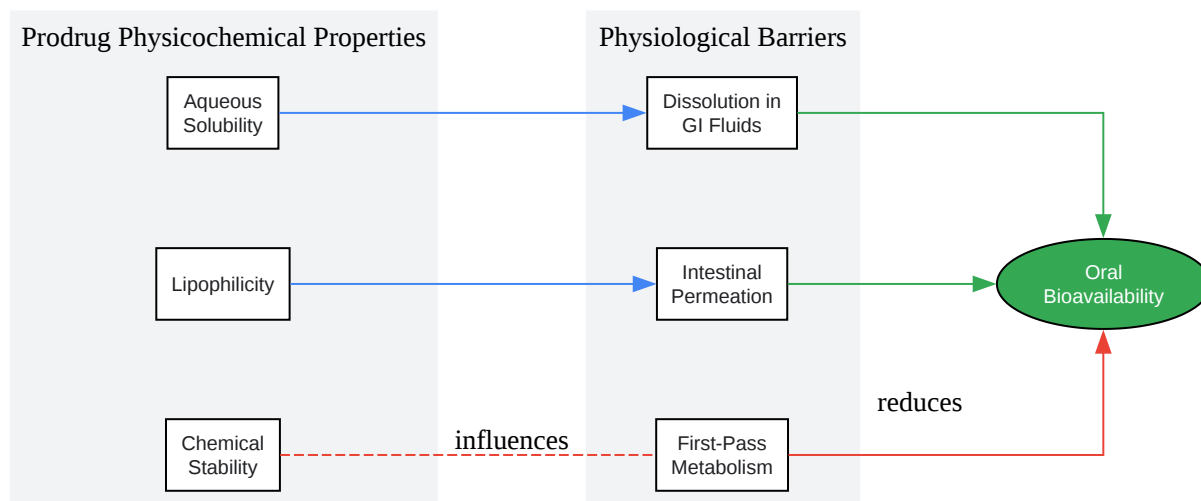 Prodrug Physicochemical Properties
Physiological Barriers
Aqueous
Solubility
Dissolution in
GI Fluids
Lipophilicity
Intestinal
Permeation
Oral
Bioavailability
reduces
Chemical
Stability
influences
First-Pass
Metabolism